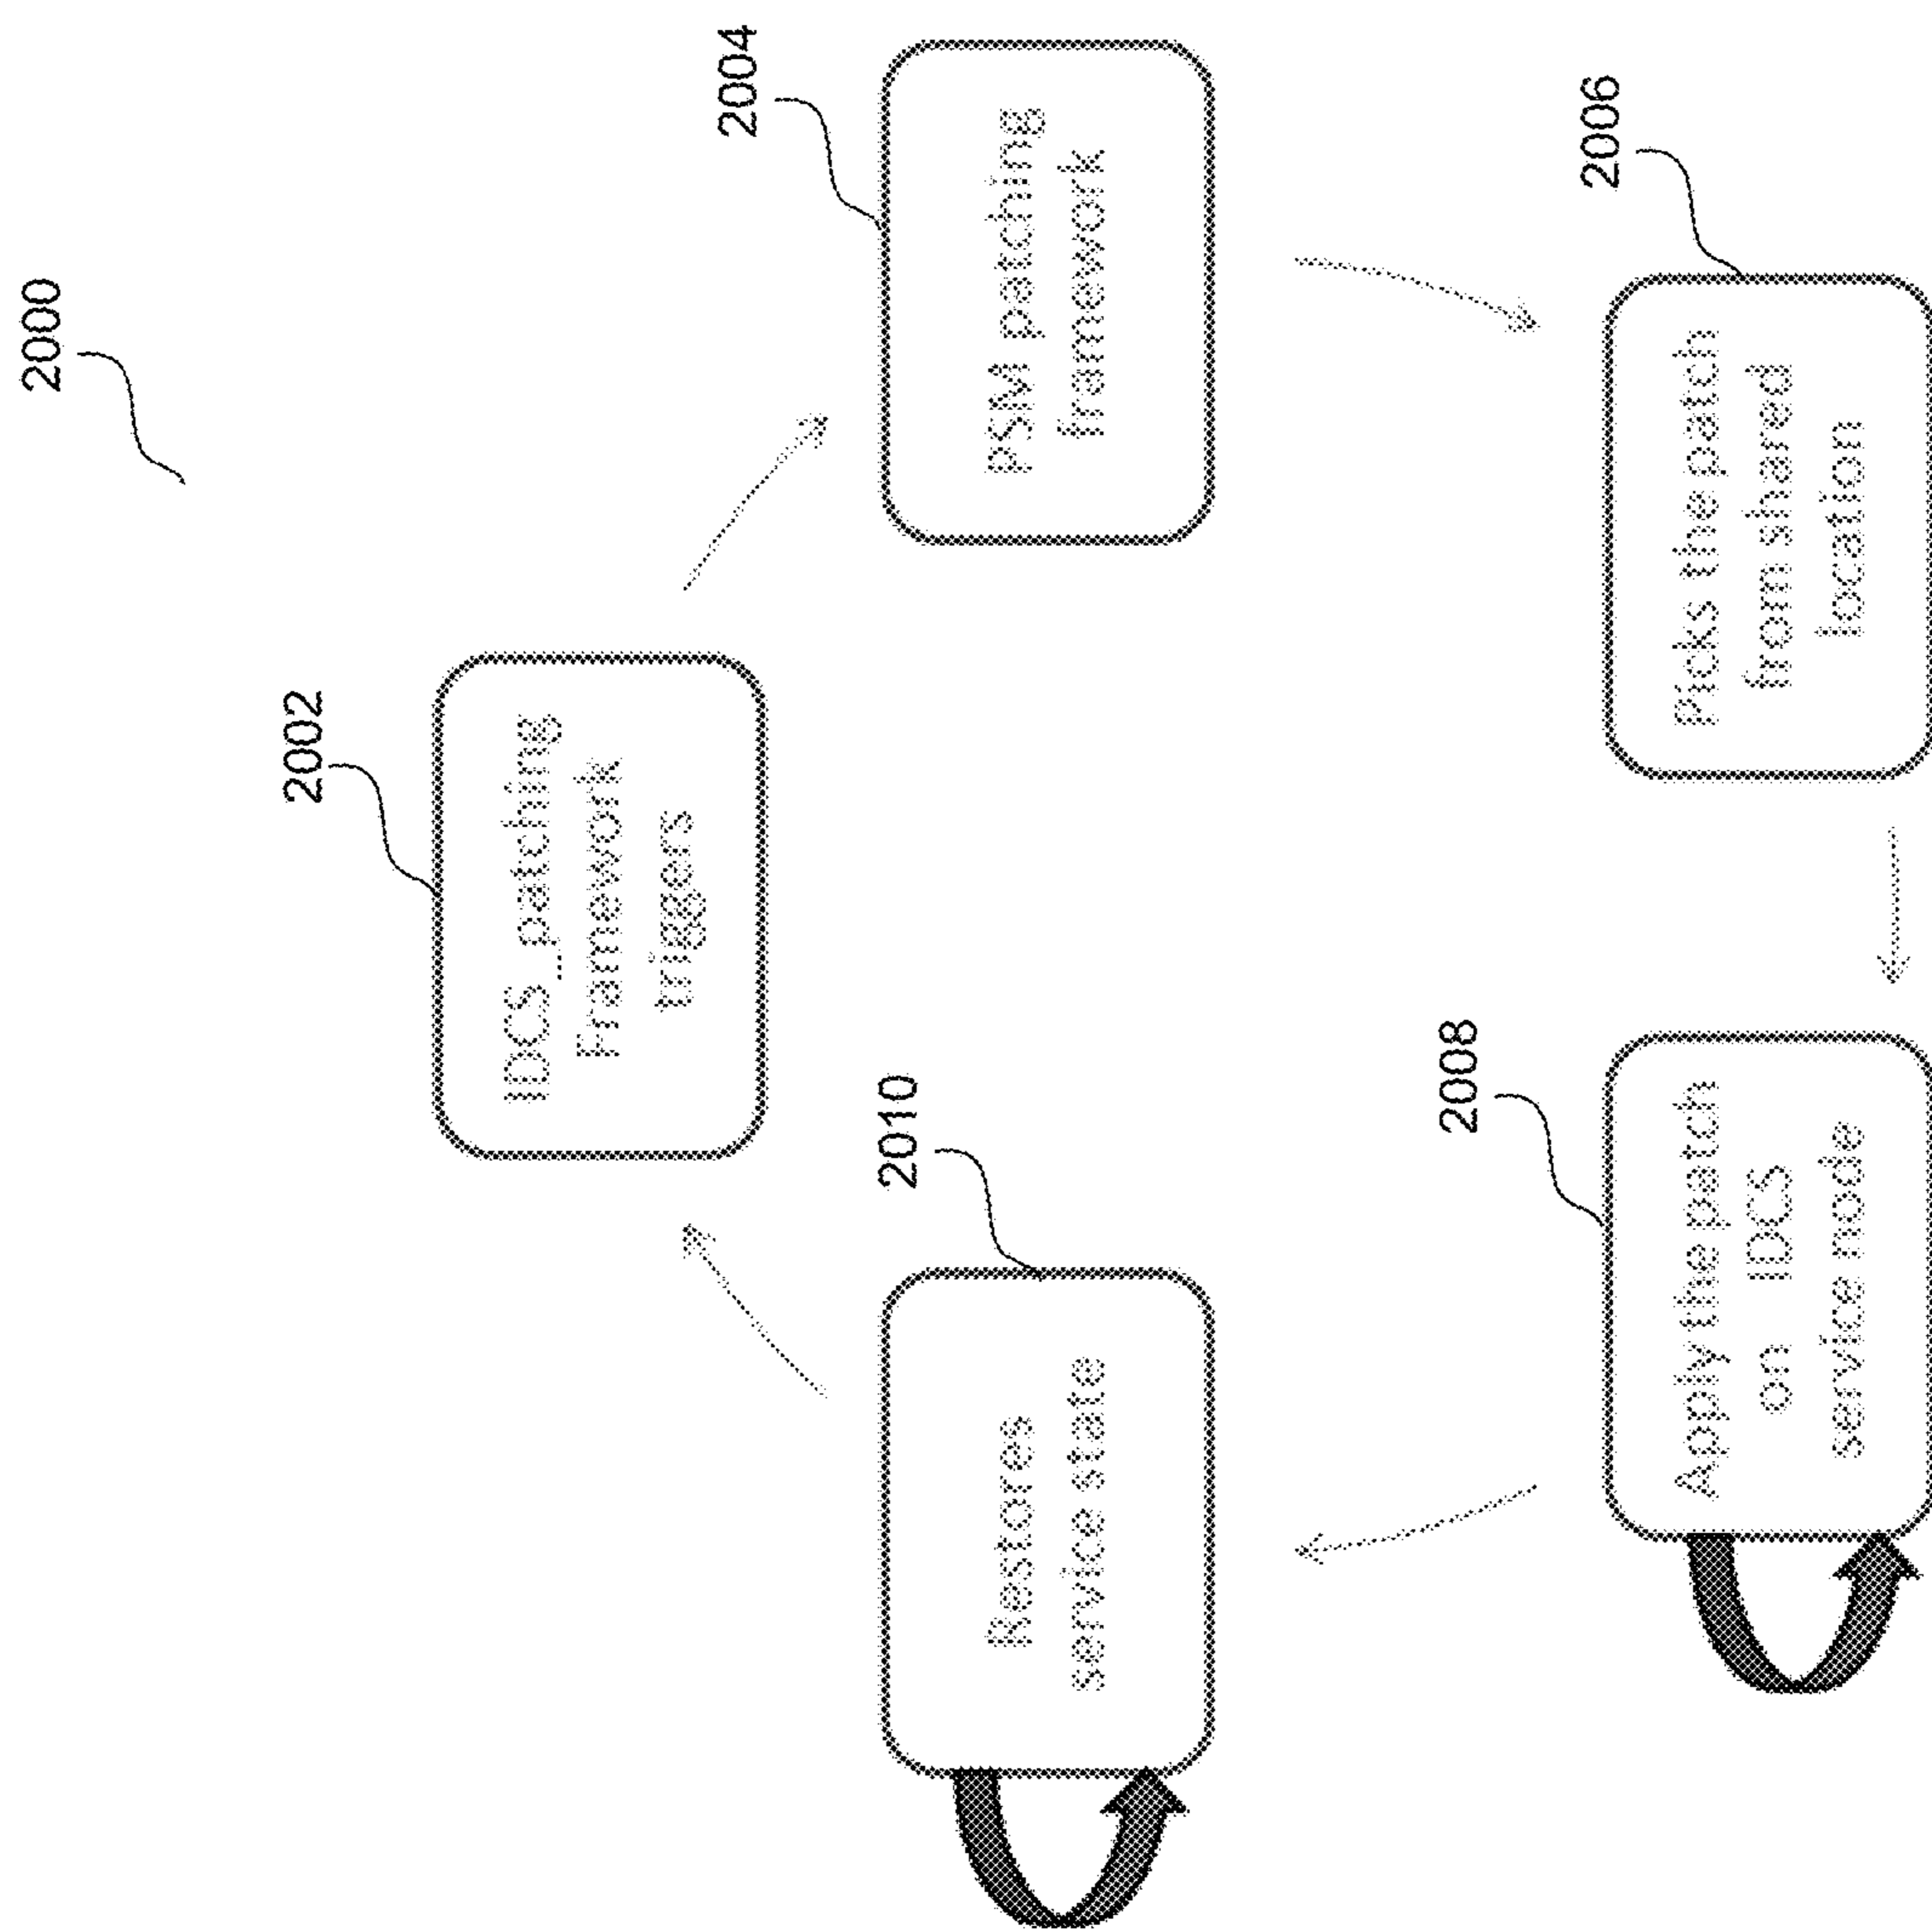 2000
2002
IDCS_patching
Framework
triggers
2004
PSM patching
framework
2006
Picks the patch
from shared
location
2008
Apply the patch
on IDCS
service node
2010
Restores
service state